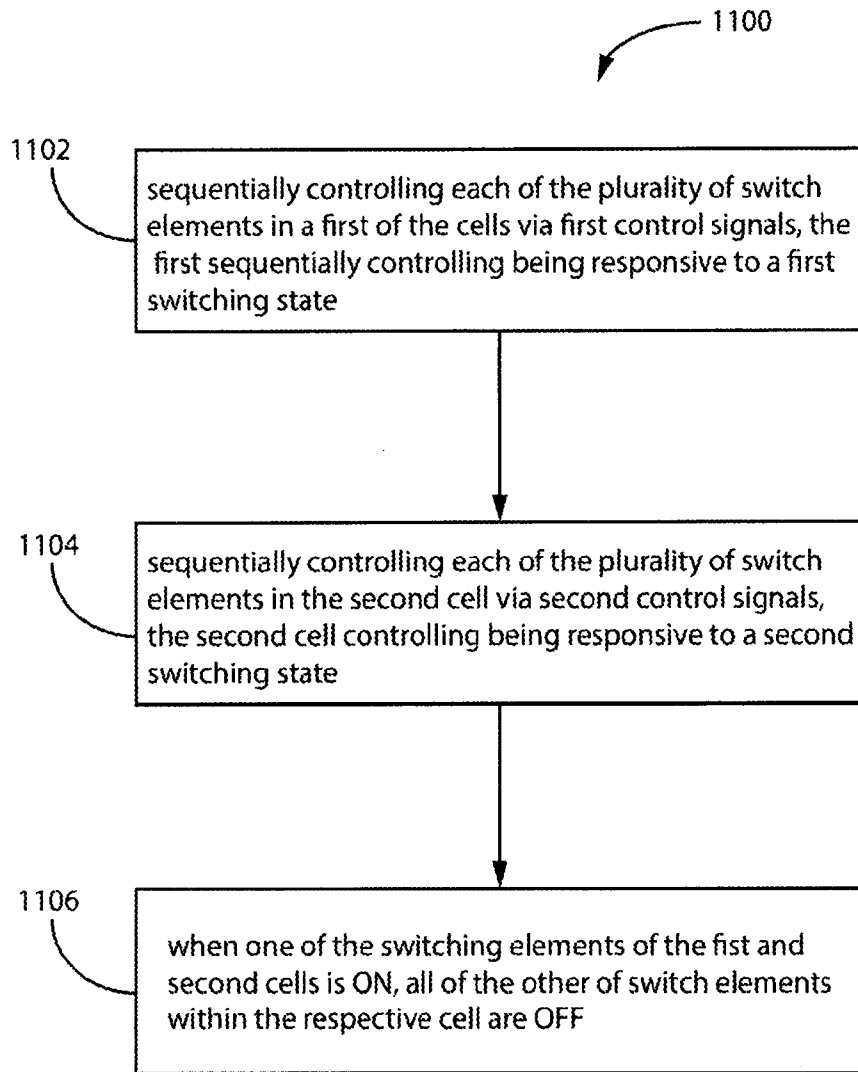 1100
1102
sequentially controlling each of the plurality of switch
elements in a first of the cells via first control signals, the
first sequentially controlling being responsive to a first
switching state
1104
sequentially controlling each of the plurality of switch
elements in the second cell via second control signals,
the second cell controlling being responsive to a second
switching state
1106
when one of the switching elements of the fist and
second cells is ON, all of the other of switch elements
within the respective cell are OFF